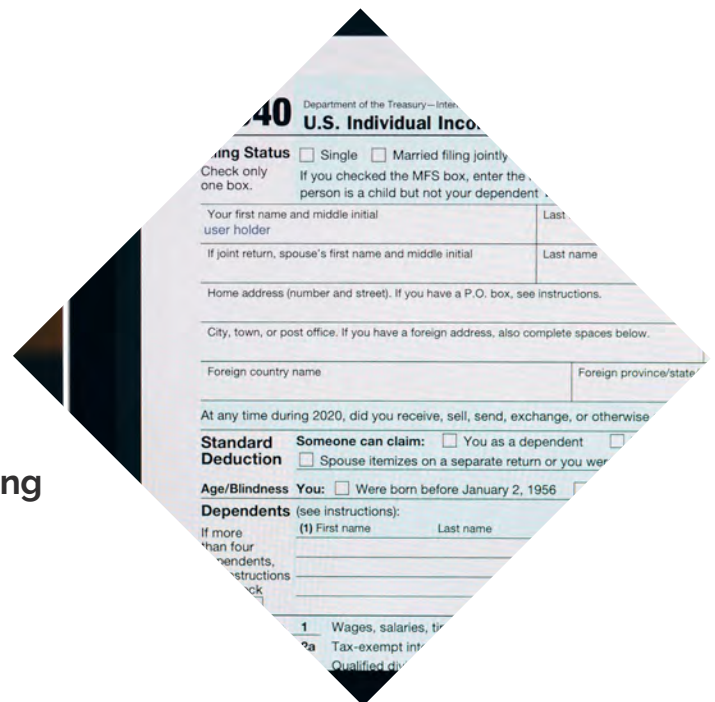 40 Department of the Treasury—
U.S. Individual
Status Single Married filing jointly
Check only
one box.
If you checked the MFS box, enter the
person is a child but not your dependent
Your first name and middle initial Last
user holder
If joint return, spouse's first name and middle initial Last name
Home address (number and street). If you have a P.O. box, see instructions.
City, town, or post office. If you have a foreign address, also complete spaces below.
Foreign country name Foreign province/state/
At any time during 2020, did you receive, sell, send, exchange, or otherwise
Standard
Deduction
Someone can claim: You as a dependent
Spouse itemizes on a separate return or you
ng
Age/Blindness You: Were born before January 2, 1956
Dependents (see instructions):
(1) First name Last name
If more
than four
1 Wages, salaries,
Tax-exempt
Qualified